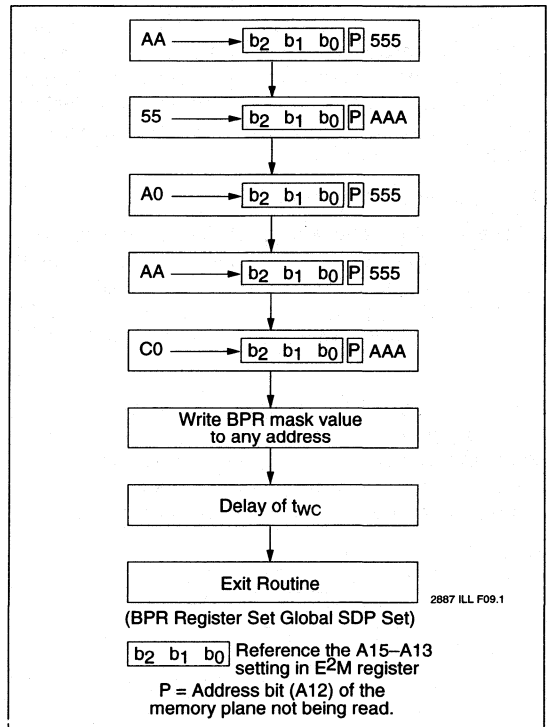 AA b2 b1 b0 P 555
55 b2 b1 b0 P AAA
A0 b2 b1 b0 P 555
AA b2 b1 b0 P 555
C0 b2 b1 b0 P AAA
Write BPR mask value
to any address
Delay of tWC
Exit Routine
2887 ILL F09.1
(BPR Register Set Global SDP Set)
b2 b1 b0 Reference the A15–A13
setting in E2M register
P = Address bit (A12) of the
memory plane not being read.